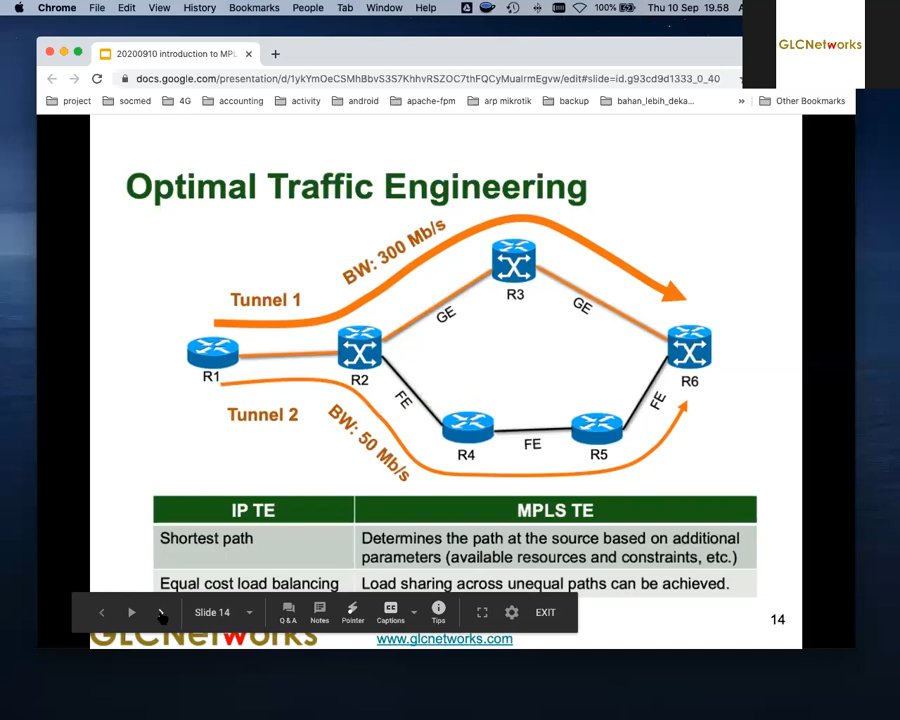 Chrome File Edit View History Bookmarks People Tab Window Help 100% Thu 10 Sep 19.58
GLCNetworks
20200910 introduction to MPL
docs.google.com/presentation/d/1ykYmOeCSMhBbvS3S7KhhvRSZOC7thFQCyMualrmEgvw/edit#slide=id.g93cd9d1333_0_40
project socmed 4G accounting activity android apache-fpm arp mikrotik backup bahan_lebih_deka... » Other Bookmarks
Optimal Traffic Engineering
BW: 300 Mb/s
Tunnel 1
R3
GE
GE
R1
R2
R6
Tunnel 2
BW: 50 Mb/s
FE
FE
R4
FE
R5
IP TE MPLS TE
Shortest path
Determines the path at the source based on additional
parameters (available resources and constraints, etc.)
Equal cost load balancing Load sharing across unequal paths can be achieved.
Slide 14 Q & A Notes Pointer Captions Tips EXIT
14
GLCNetworks
www.glcnetworks.com